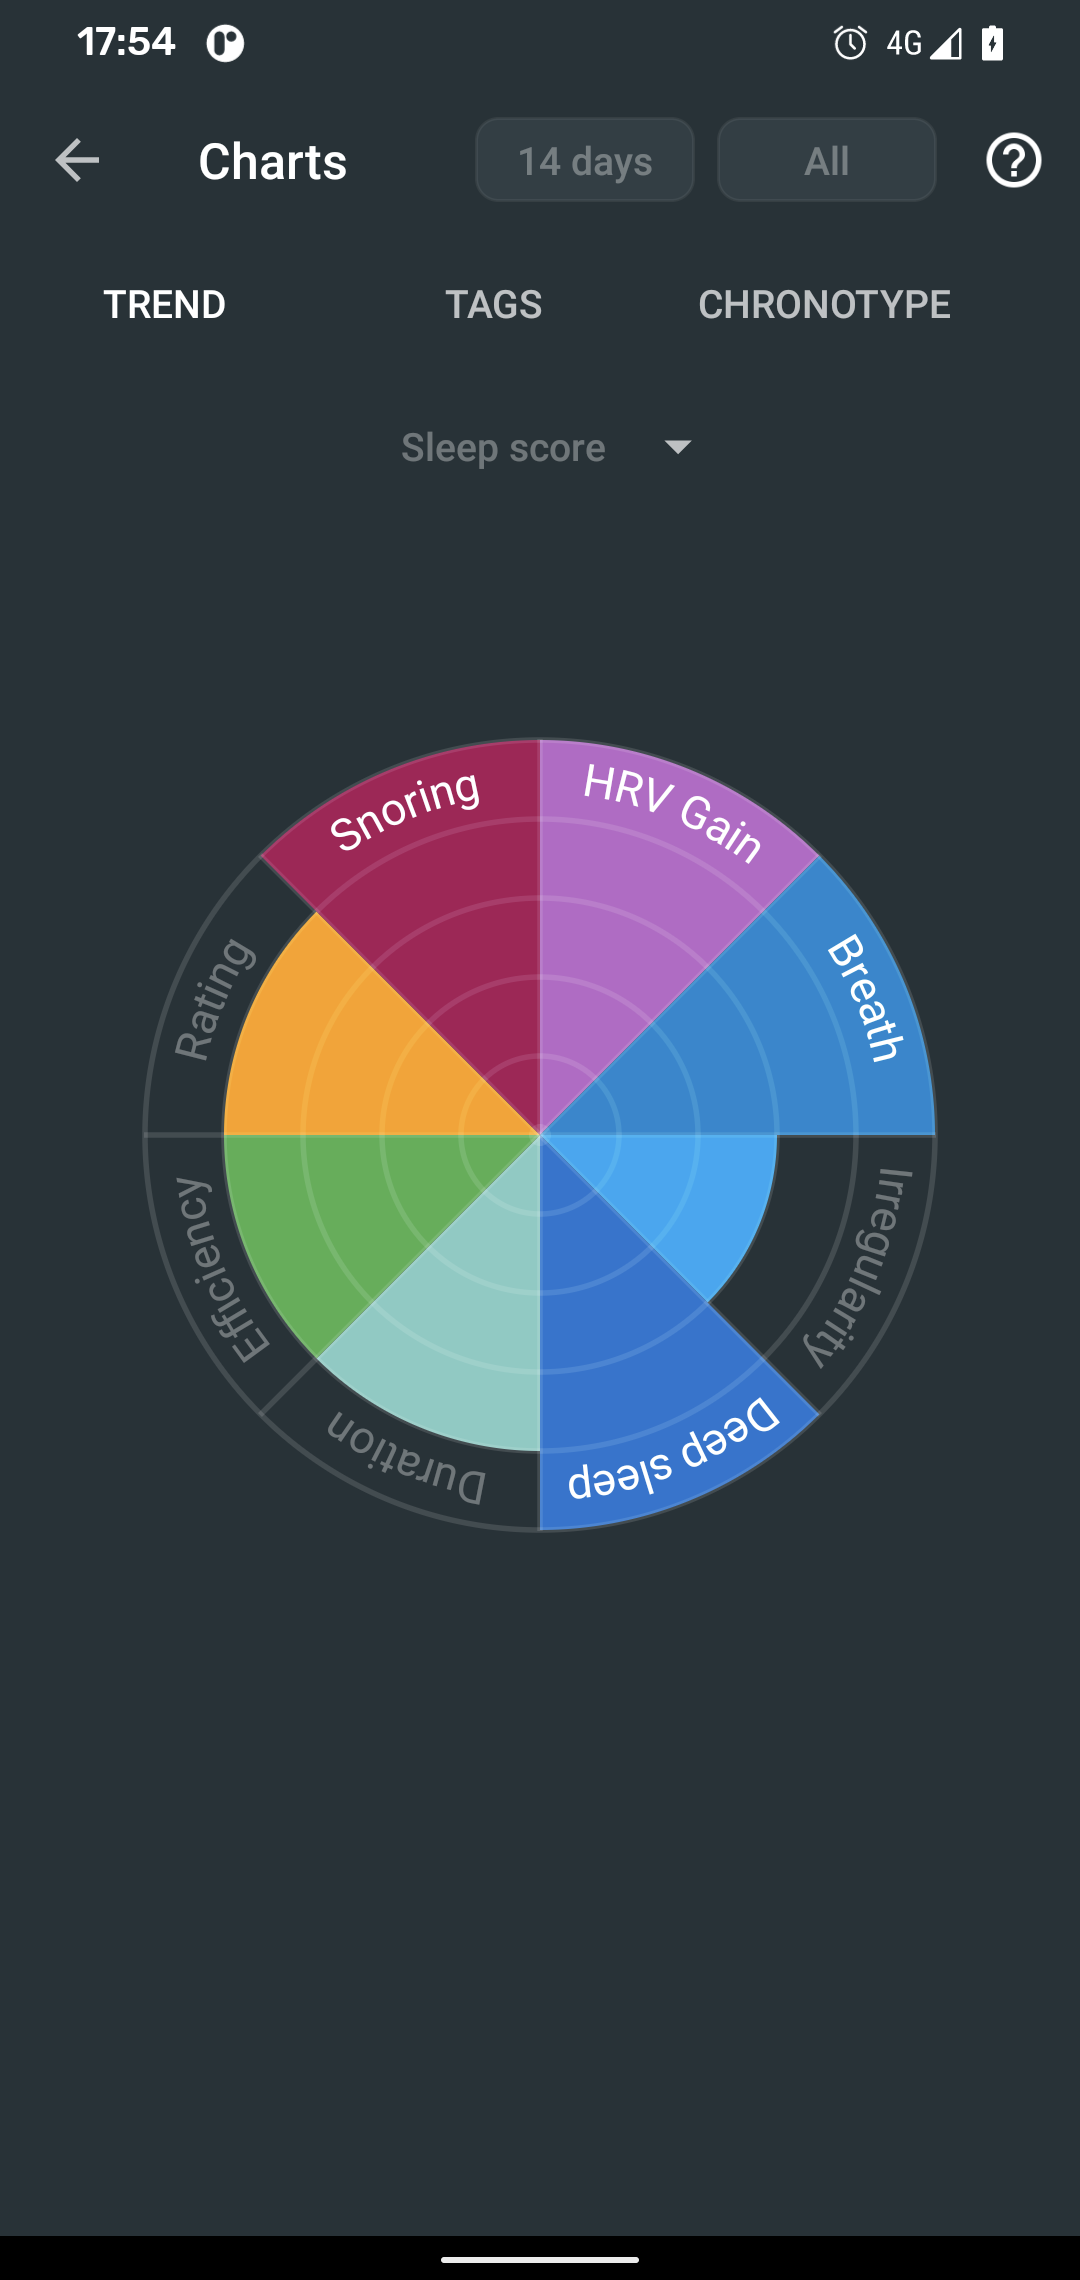 17:54
4G
Charts
14 days
All
?
TREND
TAGS
CHRONOTYPE
Sleep score
Snoring
HRV Gain
Breath
Irregularity
Deep sleep
Duration
Efficiency
Rating